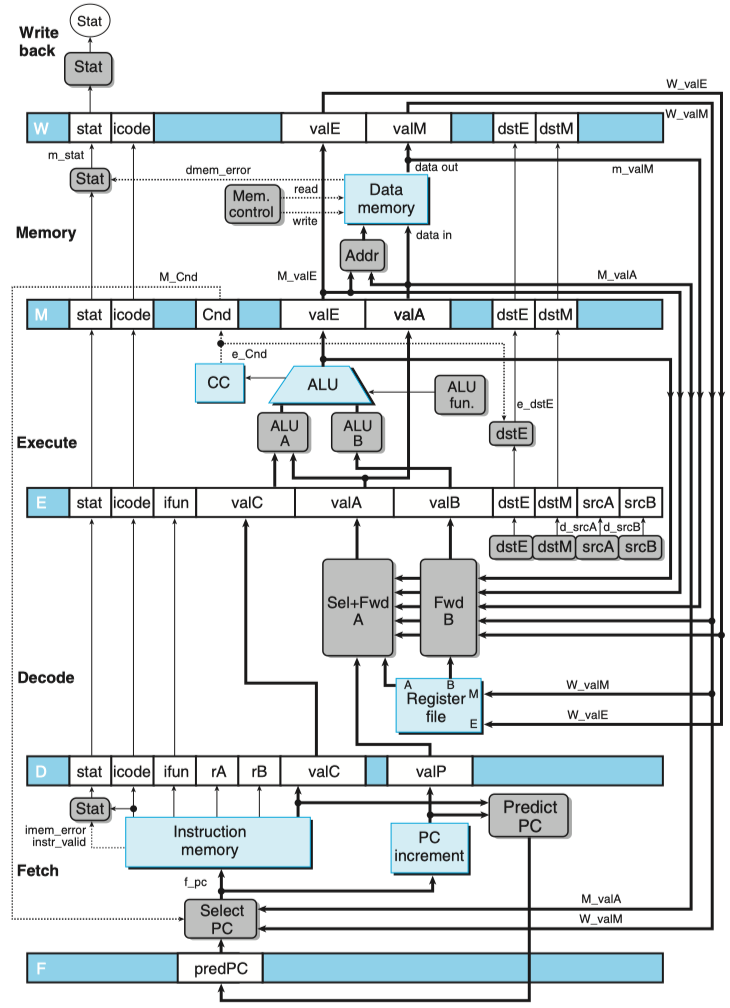 Stat
Write
back
Stat
W_valE
W stat icode valE valM dstE dstM
W_valM
m_stat
data out
m_valM
dmem_error
Stat
read
Mem.
control
Data
memory
write
Memory
data in
Addr
M_Cnd
M_valE
M_valA
M stat icode Cnd valE valA dstE dstM
e_Cnd
CC
ALU
ALU
fun.
e_dstE
ALU
A
ALU
B
dstE
Execute
E stat icode ifun valC valA valB dstE dstM srcA srcB
d_srcA d_srcB
dstE dstM srcA srcB
Sel+Fwd
A
Fwd
B
Decode
A B
Register
file
M
E
W_valM
W_valE
D stat icode ifun rA rB valC valP
Stat
Predict
PC
imem_error
instr_valid
Instruction
memory
PC
increment
Fetch
f_pc
M_valA
Select
PC
W_valM
F predPC